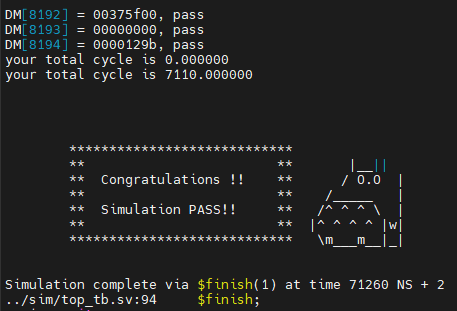 DM[8192] = 00375f00, pass
DM[8193] = 00000000, pass
DM[8194] = 0000129b, pass
your total cycle is 0.000000
your total cycle is 7110.000000
****************************
**                        **       |__||
**  Congratulations !!    **      / O.O  |
**                        **    /_____   |
**  Simulation PASS!!     **   /^ ^ ^ \  |
**                        **  |^ ^ ^ ^ |w|
****************************   \m___m__|_|
Simulation complete via $finish(1) at time 71260 NS + 2
../sim/top_tb.sv:94     $finish;